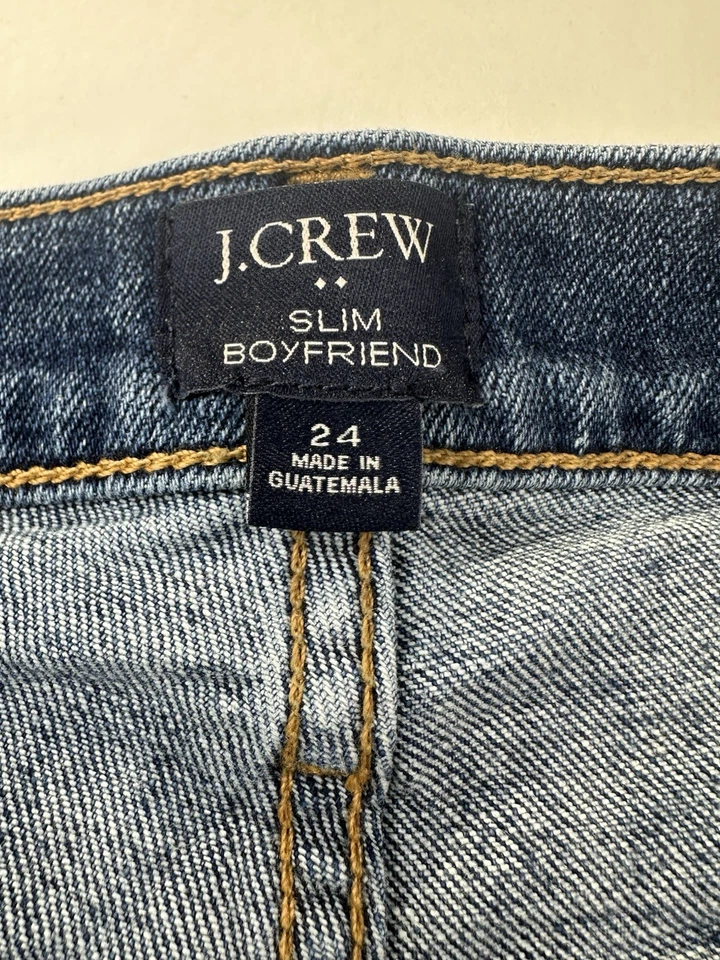 J.CREW
SLIM
BOYFRIEND
24
MADE IN
GUATEMALA